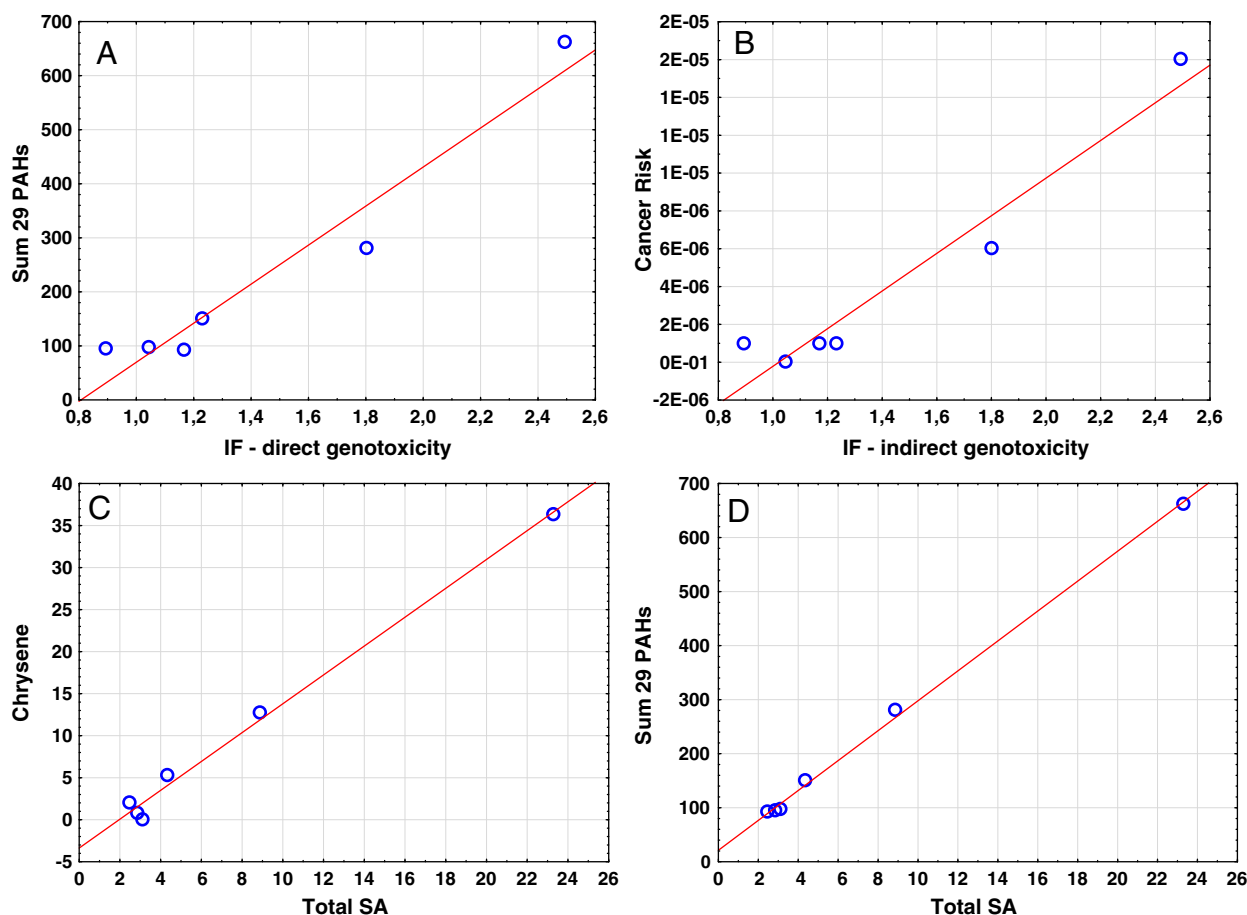 A
Sum 29 PAHs
700
600
500
400
300
200
100
0
0,8 1,0 1,2 1,4 1,6 1,8 2,0 2,2 2,4 2,6
IF - direct genotoxicity
B
Cancer Risk
2E-05
2E-05
1E-05
1E-05
1E-05
8E-06
6E-06
4E-06
2E-06
0E-01
-2E-06
0,8 1,0 1,2 1,4 1,6 1,8 2,0 2,2 2,4 2,6
IF - indirect genotoxicity
C
Chrysene
40
35
30
25
20
15
10
5
0
-5
0 2 4 6 8 10 12 14 16 18 20 22 24 26
Total SA
D
Sum 29 PAHs
700
600
500
400
300
200
100
0
0 2 4 6 8 10 12 14 16 18 20 22 24 26
Total SA